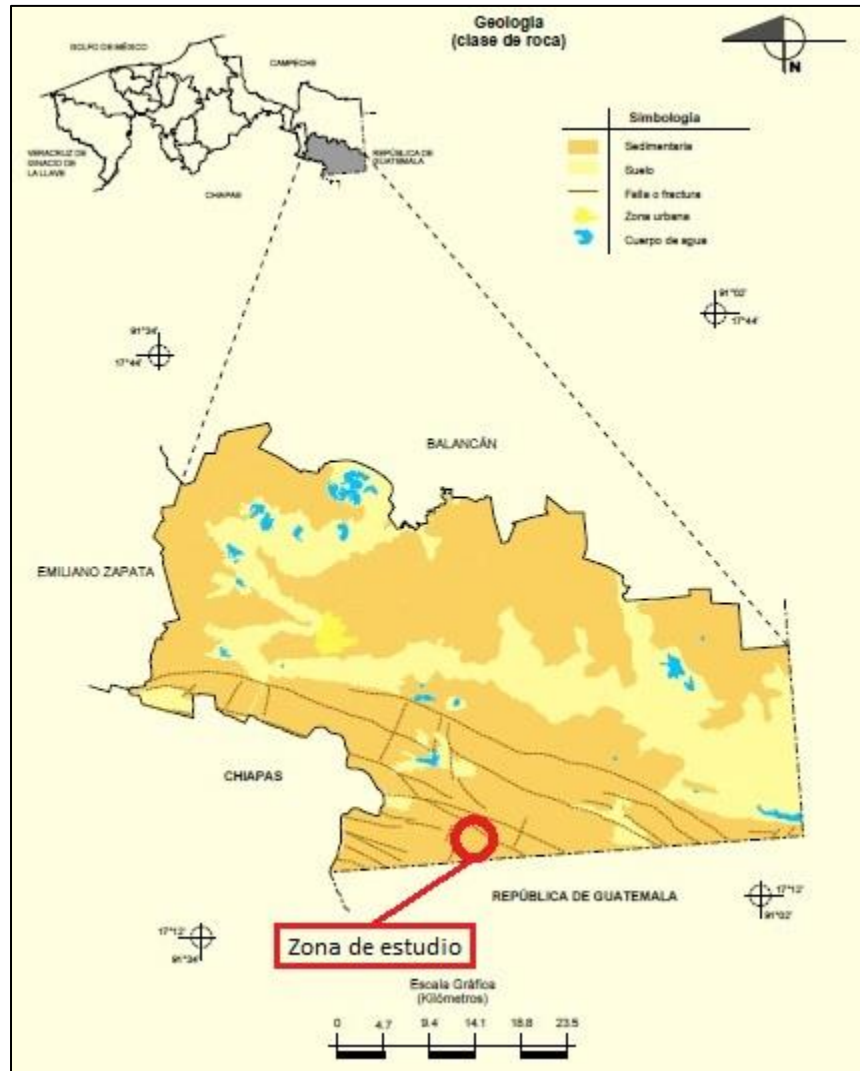 Geología
(clase de roca)
GOLFO DE MÉXICO
CAMPECHE
N
VERACRUZ DE
IGNACIO DE
LA LLAVE
REPÚBLICA DE
GUATEMALA
CHIAPAS
Simbología
Sedimentaria
Suelo
Falla o fractura
Zona urbana
Cuerpo de agua
91°02'
17°44'
91°34'
17°44'
BALANCÁN
EMILIANO ZAPATA
CHIAPAS
REPÚBLICA DE GUATEMALA
17°12'
91°02'
17°12'
91°34'
Zona de estudio
Escala Gráfica
(Kilómetros)
0 4.7 9.4 14.1 18.8 23.5